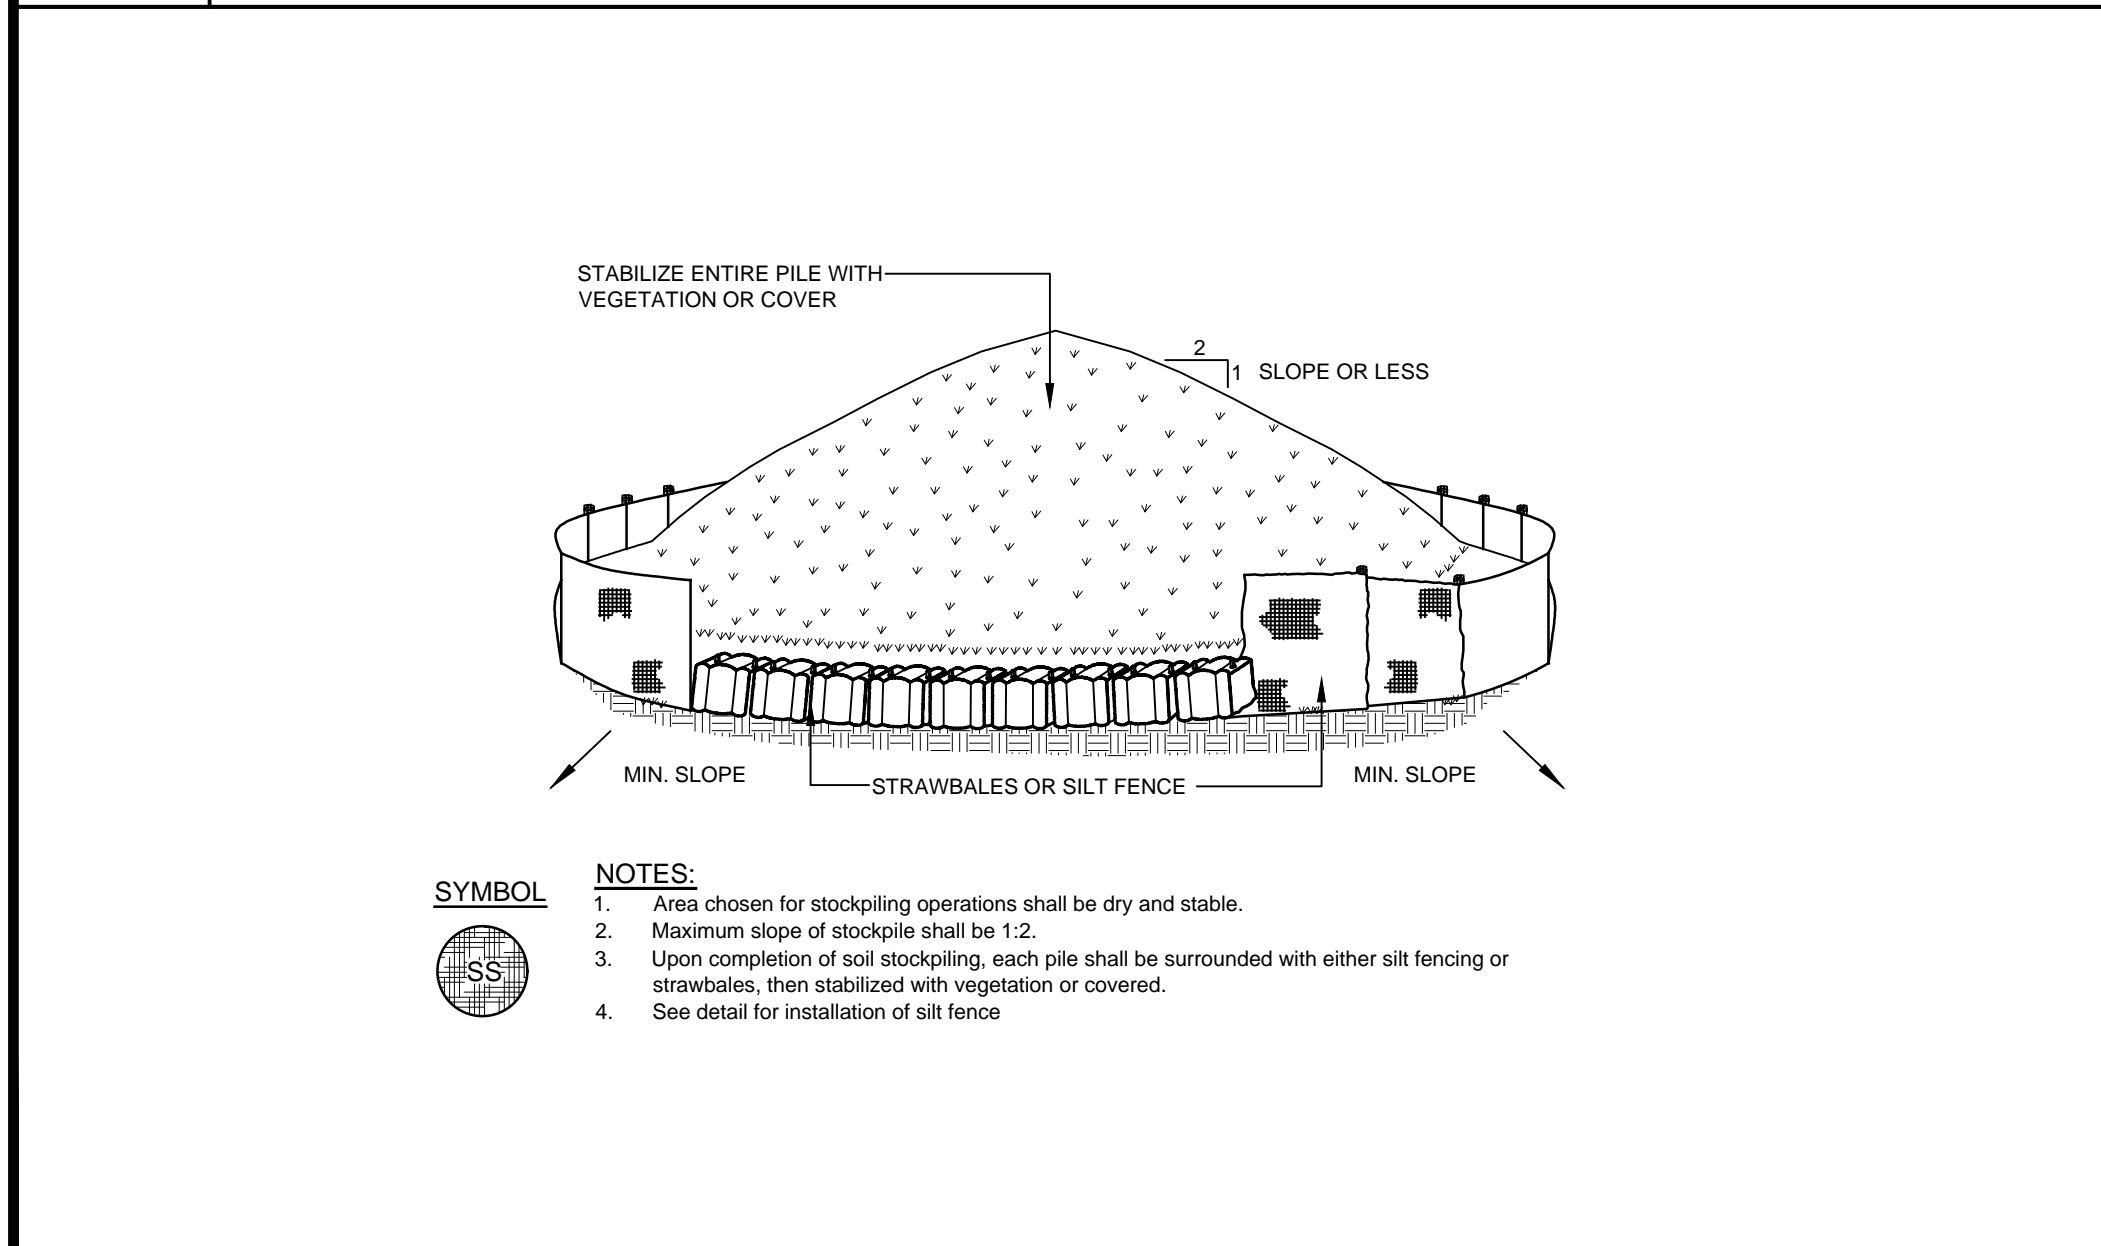 STABILIZE ENTIRE PILE WITH
VEGETATION OR COVER
2
1 SLOPE OR LESS
MIN. SLOPE
STRAWBALES OR SILT FENCE
MIN. SLOPE
SYMBOL
SS
NOTES:
1. Area chosen for stockpiling operations shall be dry and stable.
2. Maximum slope of stockpile shall be 1:2.
3. Upon completion of soil stockpiling, each pile shall be surrounded with either silt fencing or
strawbales, then stabilized with vegetation or covered.
4. See detail for installation of silt fence